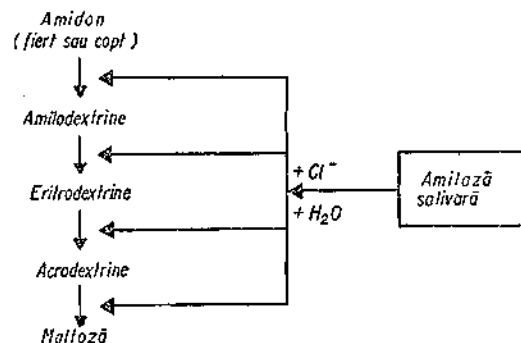 Amidon
(fiert sau copt)
Amilodextrine
+ Cl⁻
Amilază
salivară
Eritrodextrine
+ H₂O
Acrodextrine
Maltoză